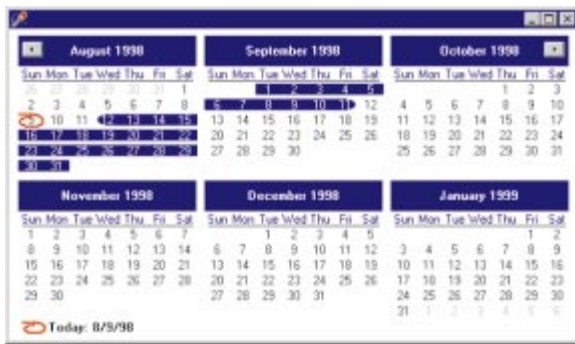 August 1998 September 1998 October 1998
Sun Mon Tue Wed Thu Fri Sat Sun Mon Tue Wed Thu Fri Sat Sun Mon Tue Wed Thu Fri Sat
26 27 28 29 30 31 1 1 2 3 4 5 1 2 3
2 3 4 5 6 7 8 6 7 8 9 10 11 12 4 5 6 7 8 9 10
9 10 11 12 13 14 15 13 14 15 16 17 18 19 11 12 13 14 15 16 17
16 17 18 19 20 21 22 20 21 22 23 24 25 26 18 19 20 21 22 23 24
23 24 25 26 27 28 29 27 28 29 30 25 26 27 28 29 30 31
30 31
November 1998 December 1998 January 1999
Sun Mon Tue Wed Thu Fri Sat Sun Mon Tue Wed Thu Fri Sat Sun Mon Tue Wed Thu Fri Sat
1 2 3 4 5 6 7 1 2 3 4 5 1 2
8 9 10 11 12 13 14 6 7 8 9 10 11 12 3 4 5 6 7 8 9
15 16 17 18 19 20 21 13 14 15 16 17 18 19 10 11 12 13 14 15 16
22 23 24 25 26 27 28 20 21 22 23 24 25 26 17 18 19 20 21 22 23
29 30 27 28 29 30 31 24 25 26 27 28 29 30
31 1 2 3 4 5 6
Today: 8/9/98